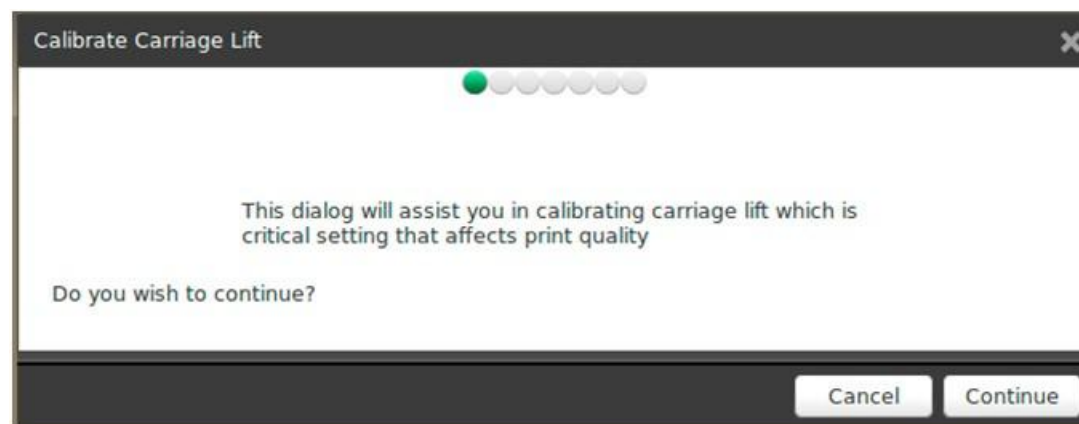 Calibrate Carriage Lift
This dialog will assist you in calibrating carriage lift which is
critical setting that affects print quality
Do you wish to continue?
Cancel
Continue